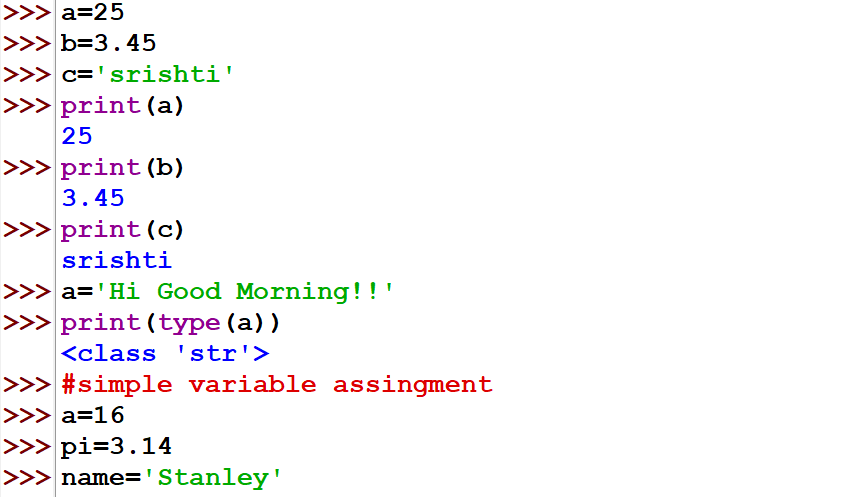 >>> a=25
>>> b=3.45
>>> c='srishti'
>>> print(a)
25
>>> print(b)
3.45
>>> print(c)
srishti
>>> a='Hi Good Morning!!'
>>> print(type(a))
<class 'str'>
>>> #simple variable assingment
>>> a=16
>>> pi=3.14
>>> name='Stanley'